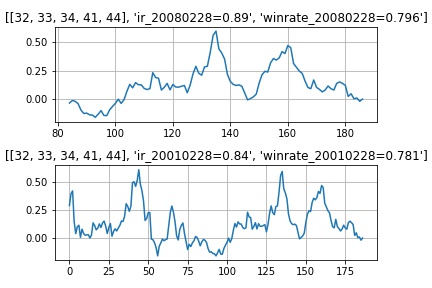 [[32, 33, 34, 41, 44], 'ir_20080228=0.89', 'winrate_20080228=0.796']
0.50
0.25
0.00
80 100 120 140 160 180
[[32, 33, 34, 41, 44], 'ir_20010228=0.84', 'winrate_20010228=0.781']
0.50
0.25
0.00
0 25 50 75 100 125 150 175